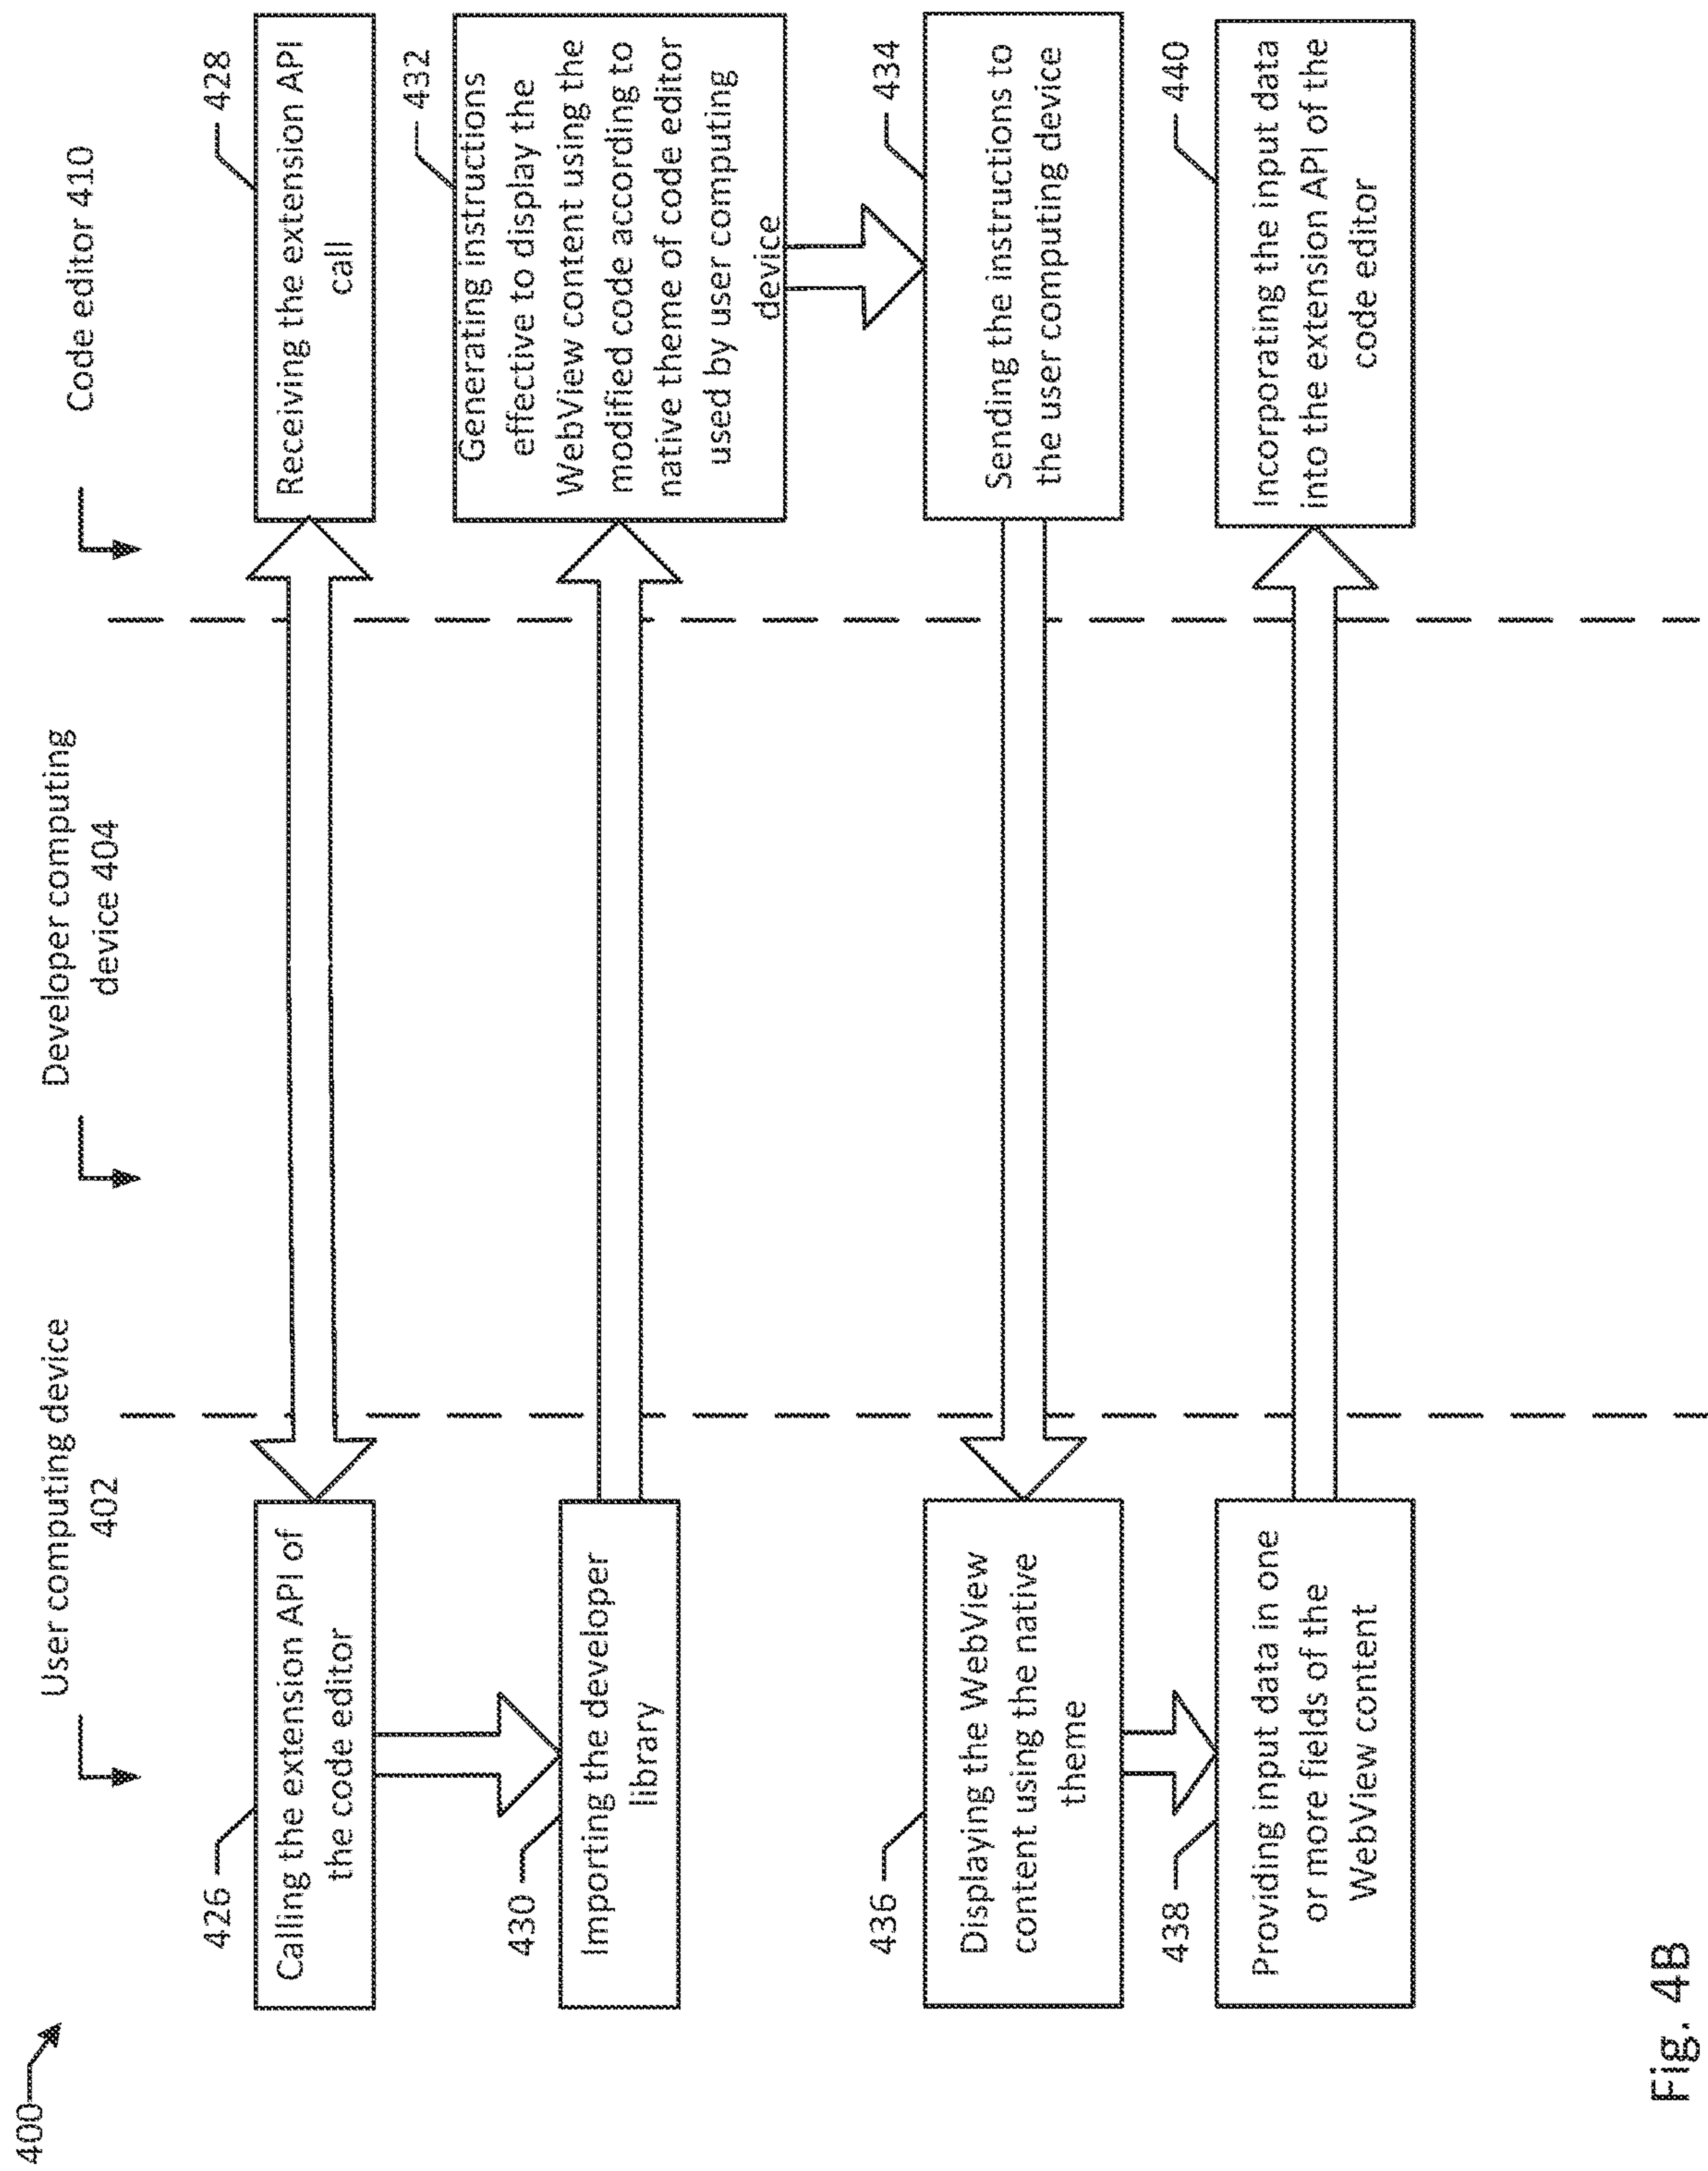 400
User computing device
402
Developer computing
device 404
Code editor 410
426
Calling the extension API of
the code editor
428
Receiving the extension API
call
430
Importing the developer
library
432
Generating instructions
effective to display the
WebView content using the
modified code according to
native theme of code editor
used by user computing
device
434
Sending the instructions to
the user computing device
436
Displaying the WebView
content using the native
theme
438
Providing input data in one
or more fields of the
WebView content
440
Incorporating the input data
into the extension API of the
code editor
Fig. 4B